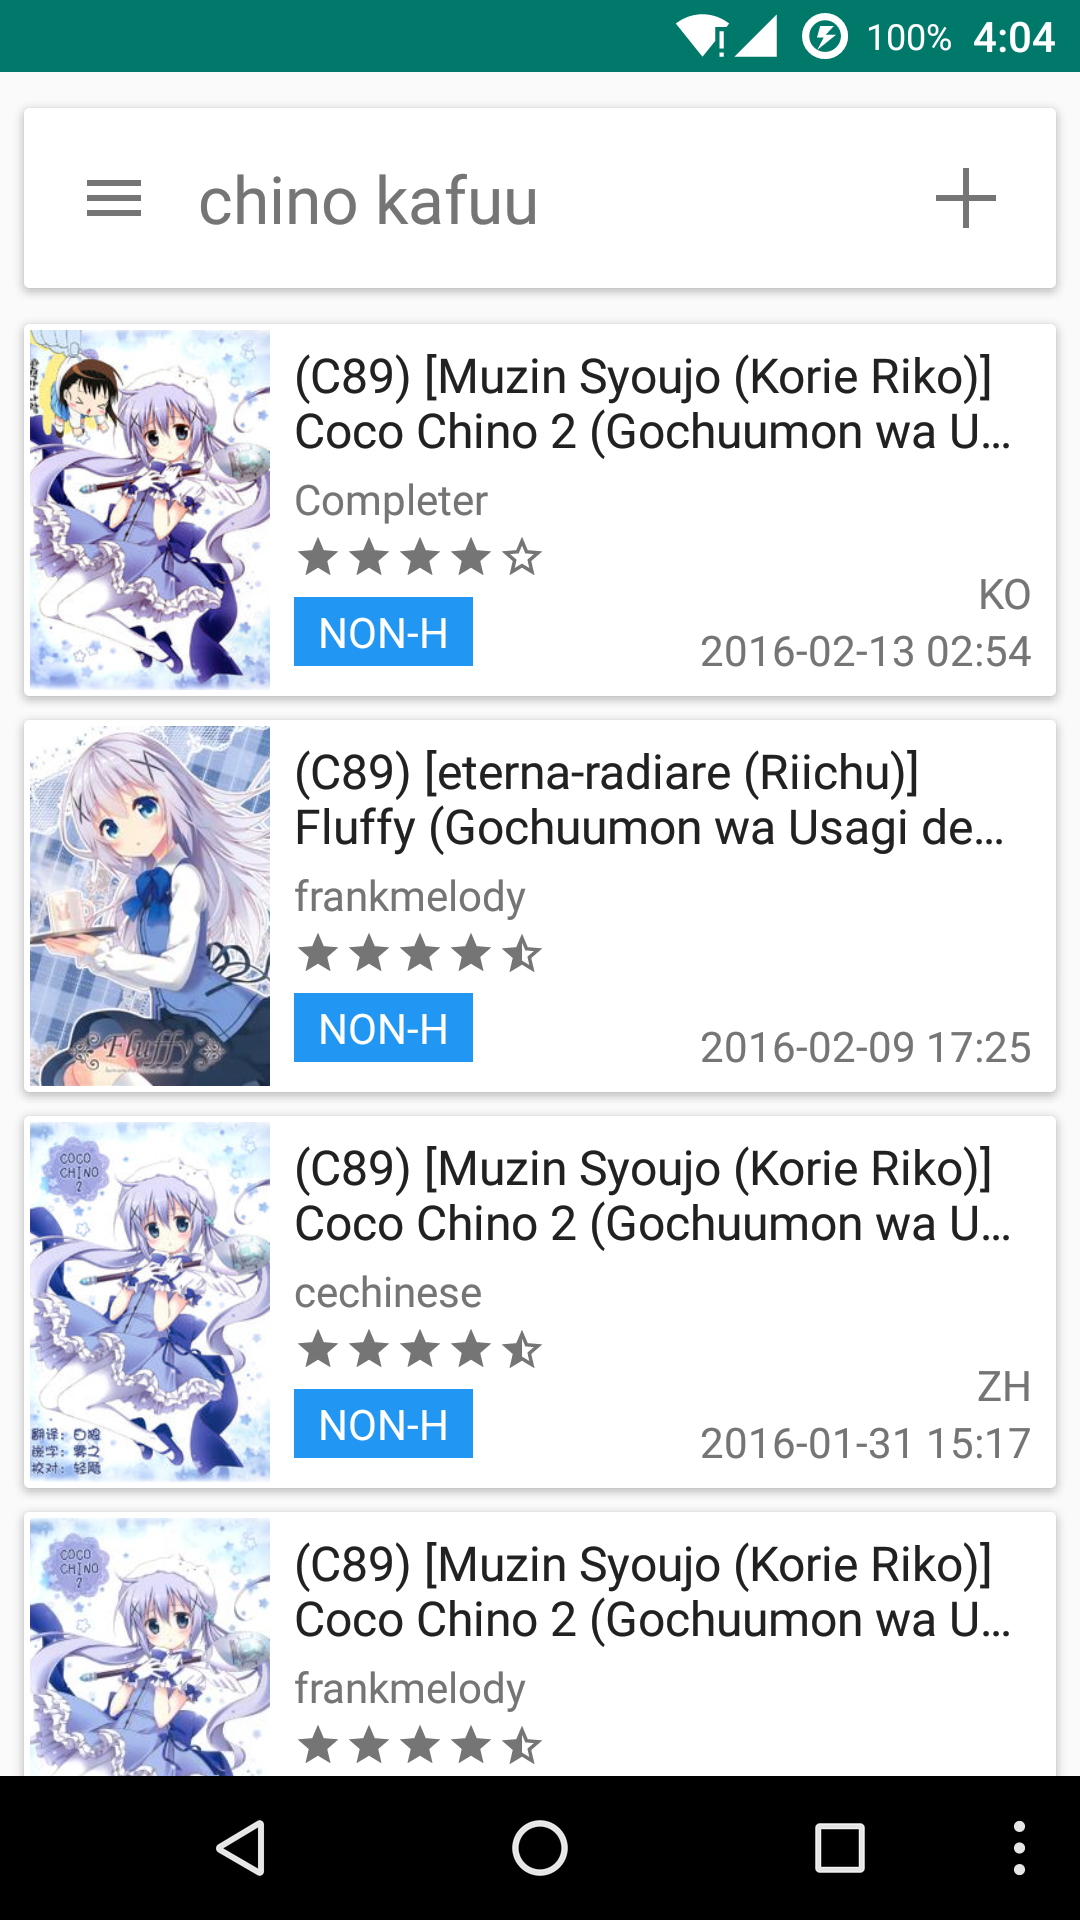 100% 4:04
chino kafuu
(C89) [Muzin Syoujo (Korie Riko)]
Coco Chino 2 (Gochuumon wa U...
Completer
KO
NON-H
2016-02-13 02:54
(C89) [eterna-radiare (Riichu)]
Fluffy (Gochuumon wa Usagi de...
frankmelody
NON-H
2016-02-09 17:25
Fluffy
(C89) [Muzin Syoujo (Korie Riko)]
Coco Chino 2 (Gochuumon wa U...
cechinese
ZH
NON-H
2016-01-31 15:17
COCO
CHINO
2
翻译: 白猫
嵌字: 雾之
校对: 轻飏
(C89) [Muzin Syoujo (Korie Riko)]
Coco Chino 2 (Gochuumon wa U...
frankmelody
COCO
CHINO
2